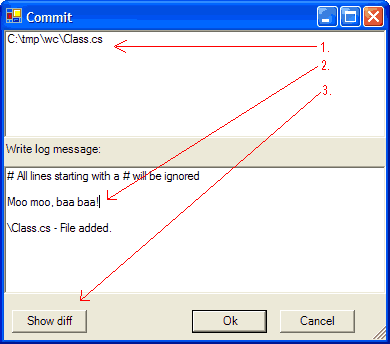 Commit
C:\tmp\wc\Class.cs
1.
2.
3.
Write log message:
# All lines starting with a # will be ignored
Moo moo, baa baa!
\Class.cs - File added.
Show diff
Ok
Cancel